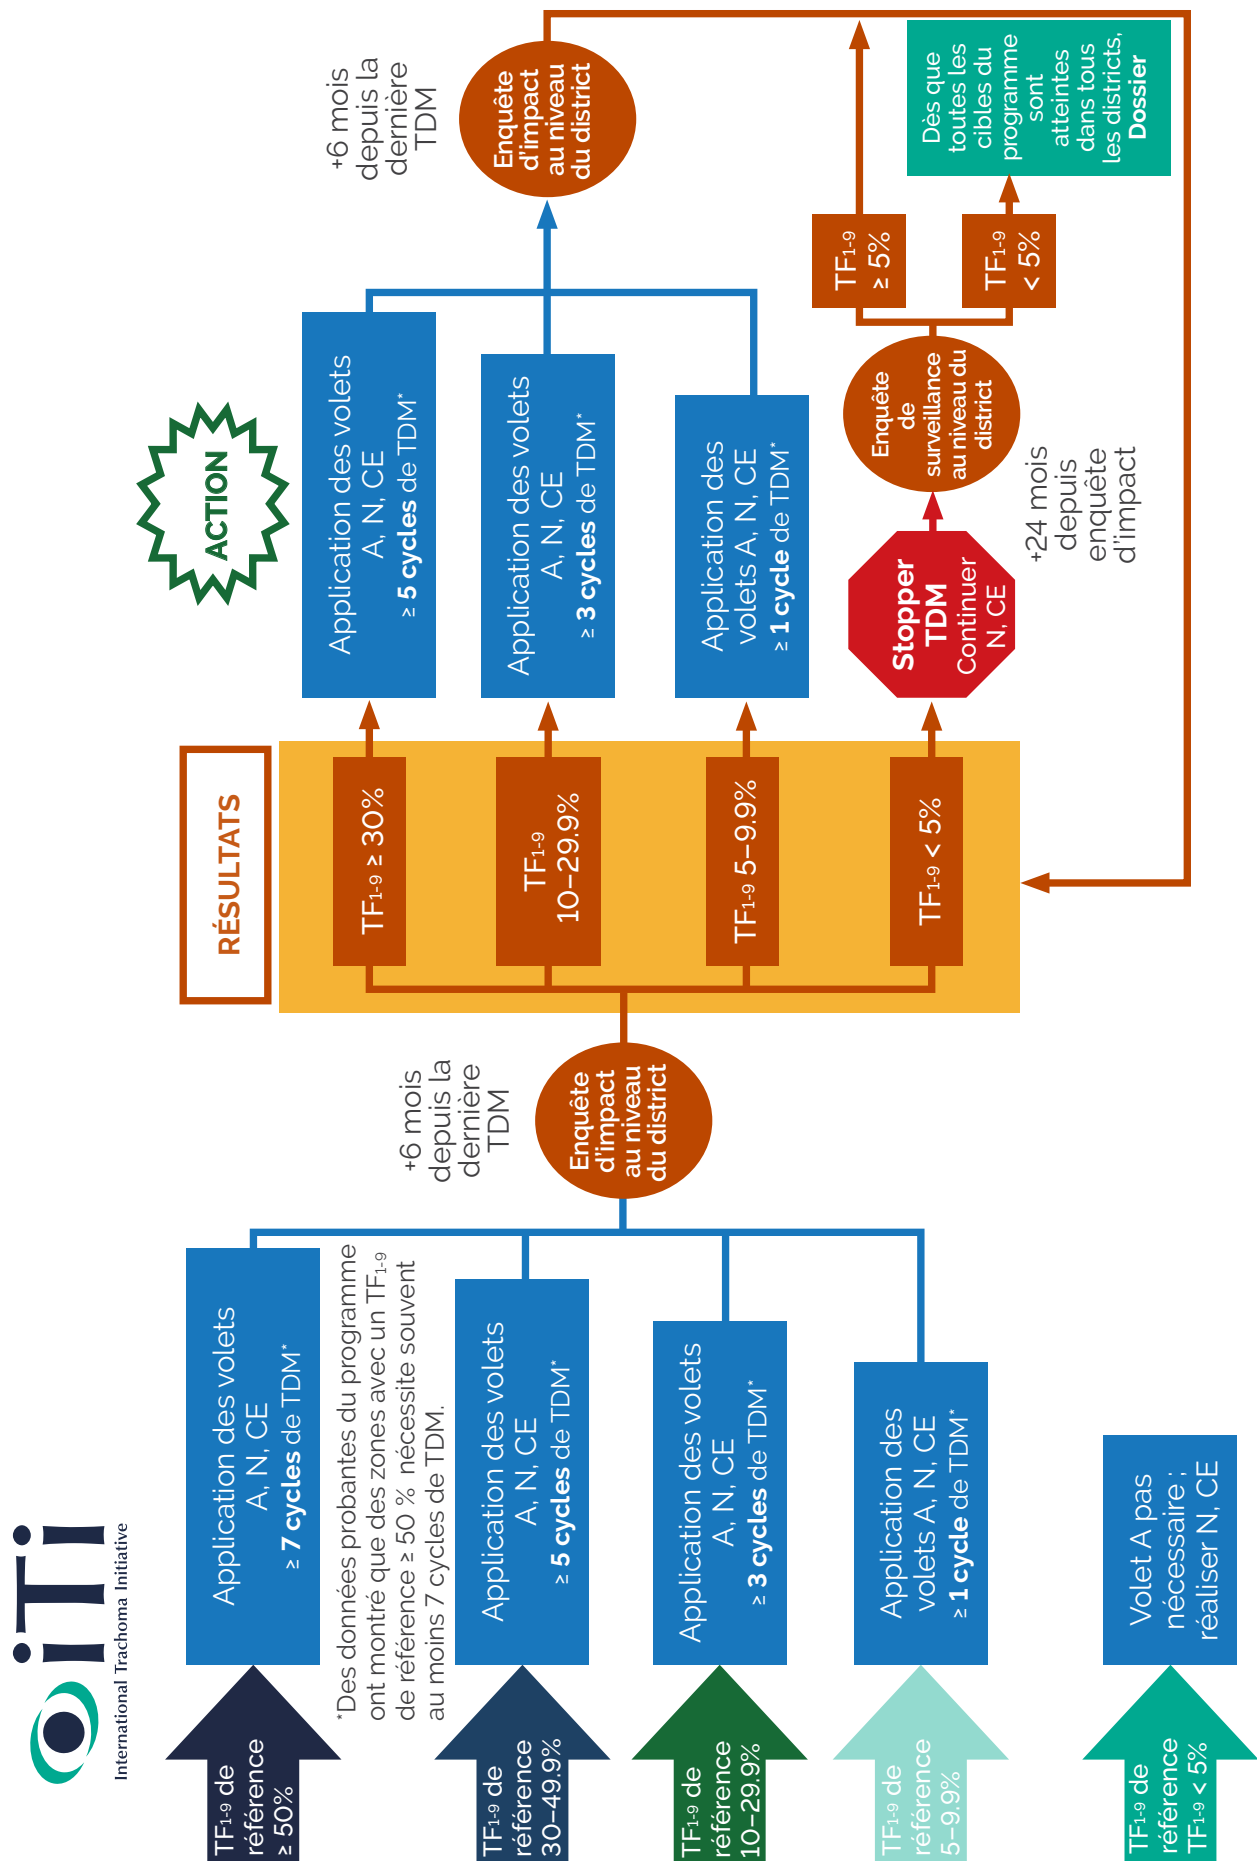 iTi
International Trachoma Initiative
TF1-9 de
référence
≥ 50%
Application des volets
A, N, CE
≥ 7 cycles de TDM*
*Des données probantes du programme
ont montré que des zones avec un TF1-9
de référence ≥ 50 % nécessite souvent
au moins 7 cycles de TDM.
TF1-9 de
référence
30–49.9%
Application des volets
A, N, CE
≥ 5 cycles de TDM*
TF1-9 de
référence
10–29.9%
Application des volets
A, N, CE
≥ 3 cycles de TDM*
TF1-9 de
référence
5–9.9%
Application des
volets A, N, CE
≥ 1 cycle de TDM*
TF1-9 de
référence
TF1-9 < 5%
Volet A pas
nécessaire ;
réaliser N, CE
+6 mois
depuis la
dernière
TDM
Enquête
d'impact
au niveau
du district
RÉSULTATS
TF1-9 ≥ 30%
TF1-9
10–29.9%
TF1-9 5–9.9%
TF1-9 < 5%
ACTION
Application des volets
A, N, CE
≥ 5 cycles de TDM*
Application des volets
A, N, CE
≥ 3 cycles de TDM*
Application des
volets A, N, CE
≥ 1 cycle de TDM*
Stopper
TDM
Continuer
N, CE
+6 mois
depuis la
dernière
TDM
Enquête
d'impact
au niveau
du district
Enquête
de
surveillance
au niveau du
district
+24 mois
depuis
enquête
d'impact
TF1-9
≥ 5%
TF1-9
< 5%
Dès que
toutes les
cibles du
programme
sont
atteintes
dans tous
les districts,
Dossier